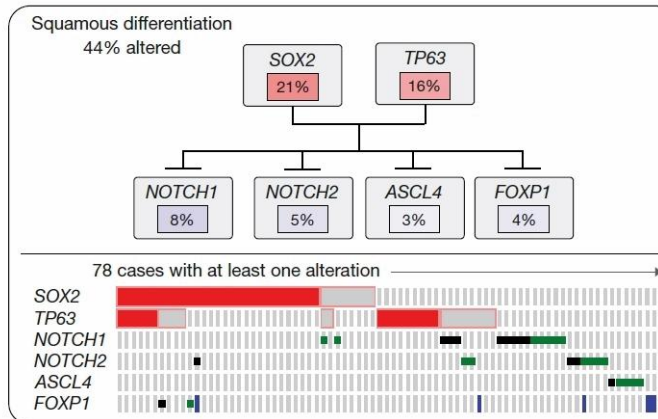 Squamous differentiation
44% altered
SOX2
21%
TP63
16%
NOTCH1
8%
NOTCH2
5%
ASCL4
3%
FOXP1
4%
78 cases with at least one alteration
SOX2
TP63
NOTCH1
NOTCH2
ASCL4
FOXP1